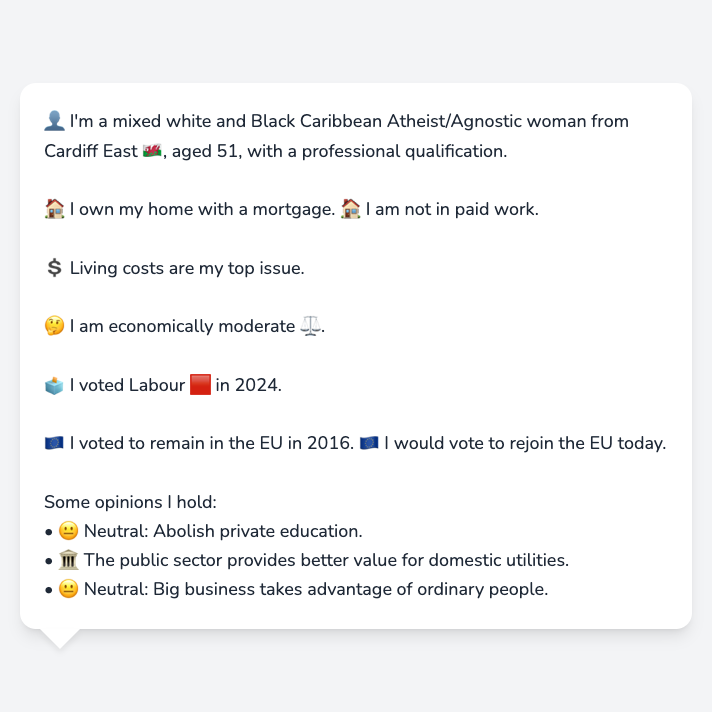 👤 I'm a mixed white and Black Caribbean Atheist/Agnostic woman from
Cardiff East 🏴󠁧󠁢󠁷󠁬󠁳󠁿, aged 51, with a professional qualification.
🏠 I own my home with a mortgage. 🏠 I am not in paid work.
💲 Living costs are my top issue.
🤔 I am economically moderate ⚖️.
🗳️ I voted Labour 🟥 in 2024.
🇪🇺 I voted to remain in the EU in 2016. 🇪🇺 I would vote to rejoin the EU today.
Some opinions I hold:
• 😐 Neutral: Abolish private education.
• 🏛️ The public sector provides better value for domestic utilities.
• 😐 Neutral: Big business takes advantage of ordinary people.